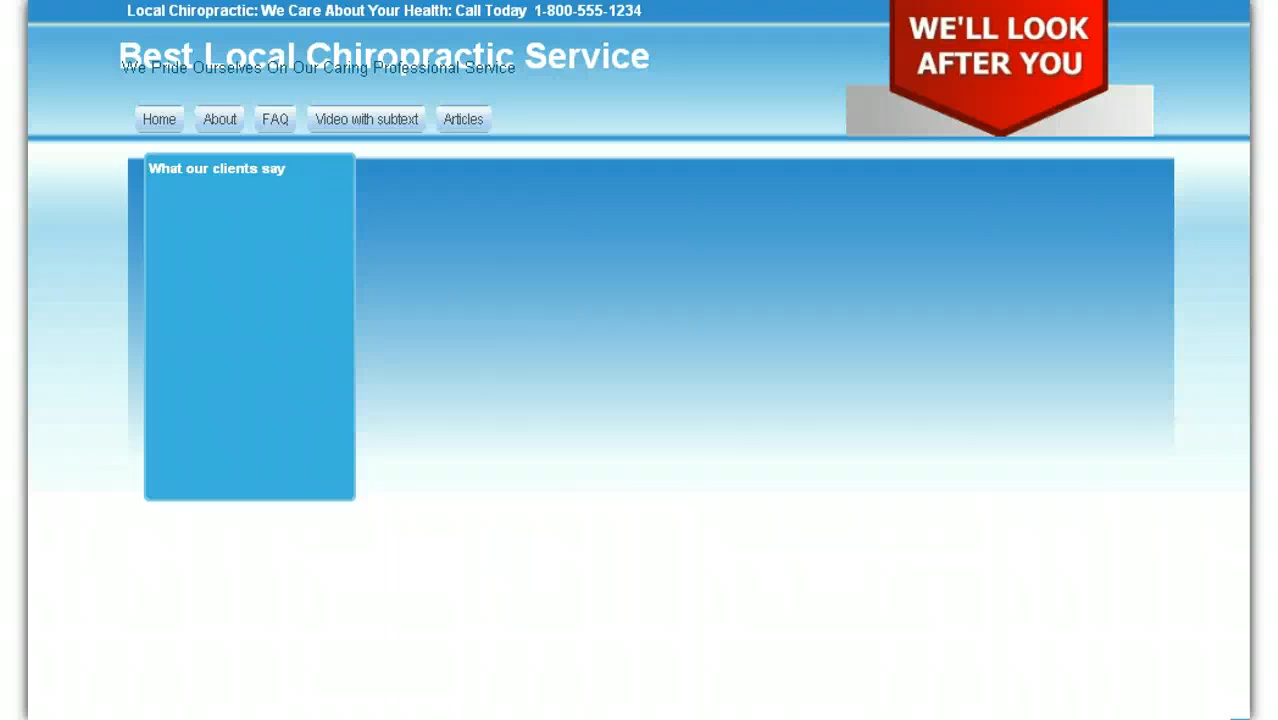 Local Chiropractic: We Care About Your Health: Call Today 1-800-555-1234
WE'LL LOOK
AFTER YOU
Best Local Chiropractic Service
We Pride Ourselves On Our Caring Professional Service
Home About FAQ Video with subtext Articles
What our clients say